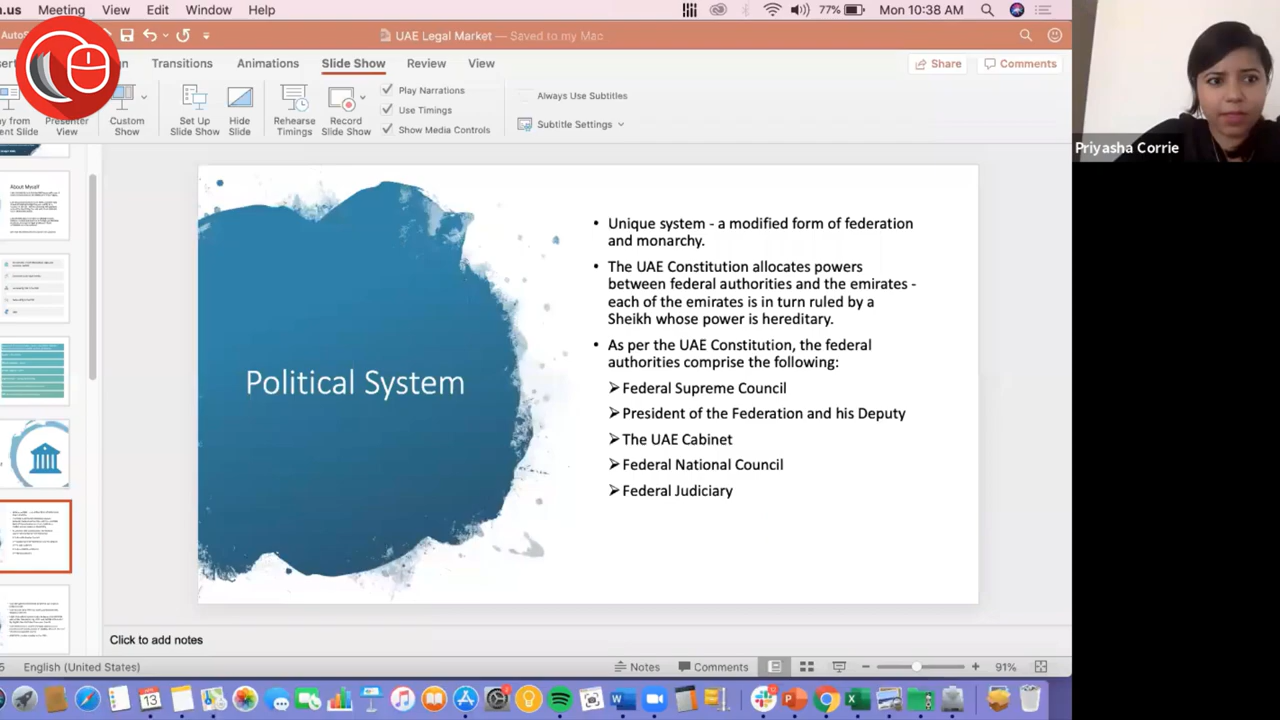 n.us Meeting View Edit Window Help 77% Mon 10:38 AM
UAE Legal Market — Saved to my Mac
Transitions Animations Slide Show Review View Share Comments
Play Narrations
Use Timings
Show Media Controls
Always Use Subtitles
Subtitle Settings
Presenter View
Custom Show
Set Up Slide Show
Hide Slide
Rehearse Timings
Record Slide Show
About Myself
Political System
• Unique system - a modified form of federation
and monarchy.
• The UAE Constitution allocates powers
between federal authorities and the emirates -
each of the emirates is in turn ruled by a
Sheikh whose power is hereditary.
• As per the UAE Constitution, the federal
authorities comprise the following:
➢ Federal Supreme Council
➢ President of the Federation and his Deputy
➢ The UAE Cabinet
➢ Federal National Council
➢ Federal Judiciary
Click to add notes
English (United States) Notes Comments 91%
13
Priyasha Corrie